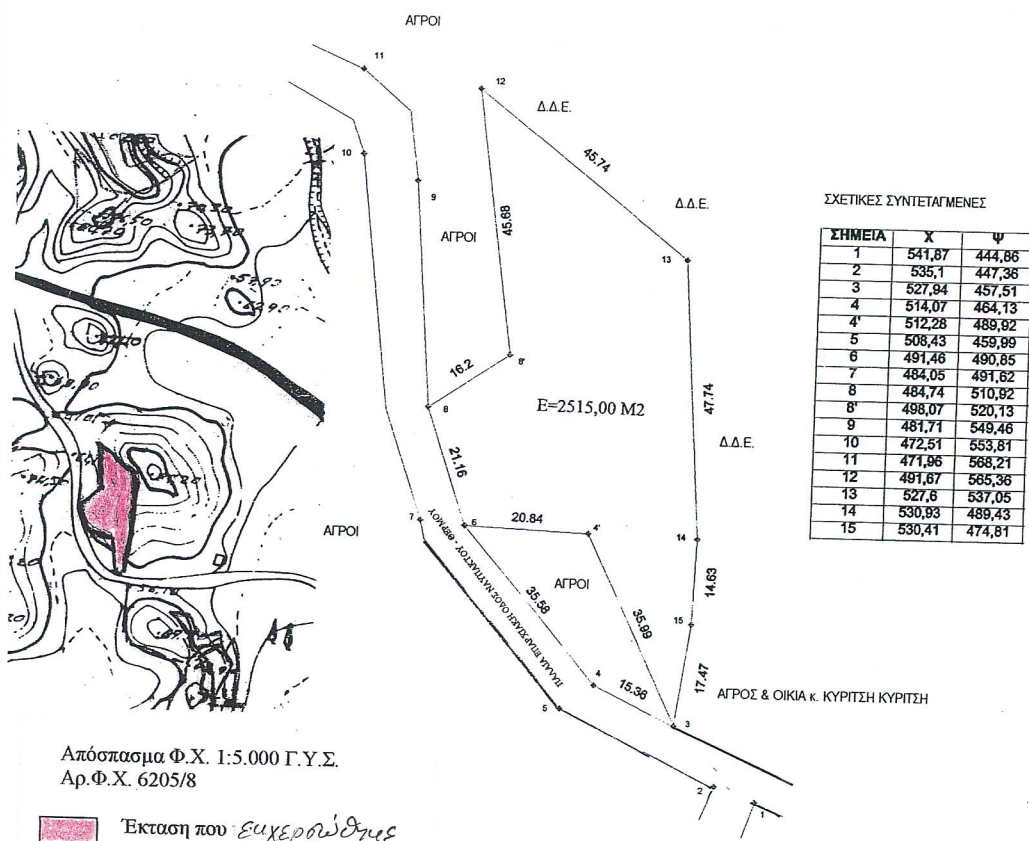 ΑΓΡΟΙ
11
12
Δ.Δ.Ε.
10
45.74
9
45.68
ΑΓΡΟΙ
Δ.Δ.Ε.
13
ΣΧΕΤΙΚΕΣ ΣΥΝΤΕΤΑΓΜΕΝΕΣ
ΣΗΜΕΙΑ Χ Ψ
1 541,87 444,86
2 535,1 447,36
3 527,94 457,51
4 514,07 464,13
4' 512,28 489,92
5 508,43 459,99
6 491,46 490,85
7 484,05 491,62
8 484,74 510,92
8' 498,07 520,13
9 481,71 549,46
10 472,51 553,81
11 471,96 568,21
12 491,67 565,36
13 527,6 537,05
14 530,93 489,43
15 530,41 474,81
16.2
8'
8
Ε=2515,00 Μ2
47.74
Δ.Δ.Ε.
21.16
7
6
20.84
4'
14
ΑΓΡΟΙ
ΠΑΛΑΙΑ ΕΠΑΡΧΙΑΚΗ ΟΔΟΣ ΝΑΥΠΑΚΤΟΥ ΘΕΡΜΟΥ
35.58
ΑΓΡΟΙ
35.99
14.63
15
4
15.36
17.47
ΑΓΡΟΣ & ΟΙΚΙΑ κ. ΚΥΡΙΤΣΗ ΚΥΡΙΤΣΗ
5
3
2
1
Απόσπασμα Φ.Χ. 1:5.000 Γ.Υ.Σ.
Αρ.Φ.Χ. 6205/8
Έκταση που εκχερσώθηκε